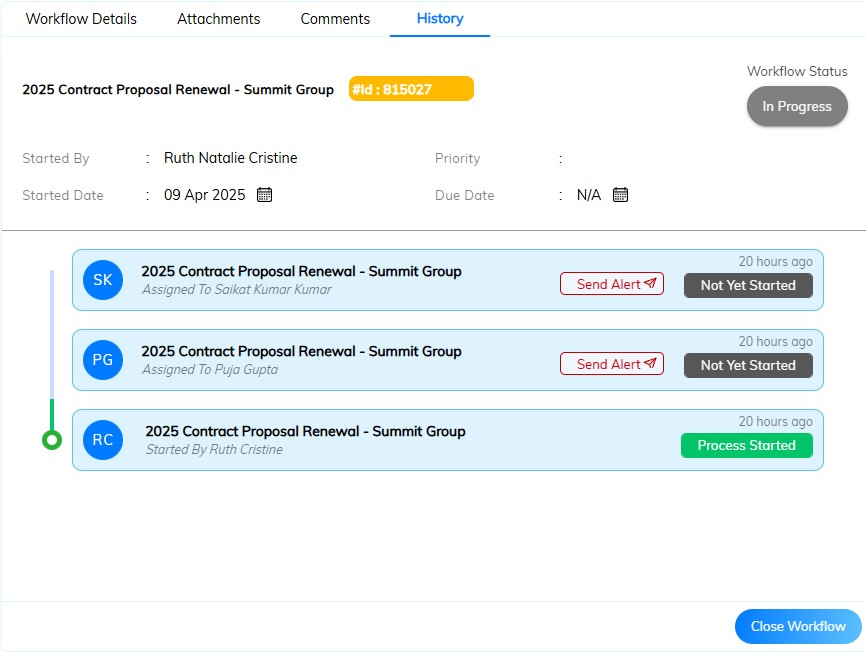 Workflow Details Attachments Comments History
Workflow Status
2025 Contract Proposal Renewal - Summit Group #Id : 815027
In Progress
Started By : Ruth Natalie Cristine Priority :
Started Date : 09 Apr 2025 Due Date : N/A
20 hours ago
SK 2025 Contract Proposal Renewal - Summit Group
Assigned To Saikat Kumar Kumar Send Alert Not Yet Started
20 hours ago
PG 2025 Contract Proposal Renewal - Summit Group
Assigned To Puja Gupta Send Alert Not Yet Started
20 hours ago
RC 2025 Contract Proposal Renewal - Summit Group
Started By Ruth Cristine Process Started
Close Workflow